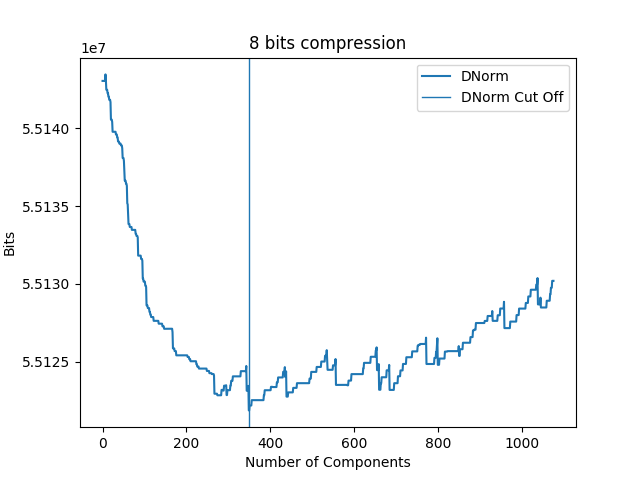 8 bits compression
1e7
DNorm
DNorm Cut Off
5.5140
5.5135
5.5130
5.5125
Bits
0
200
400
600
800
1000
Number of Components